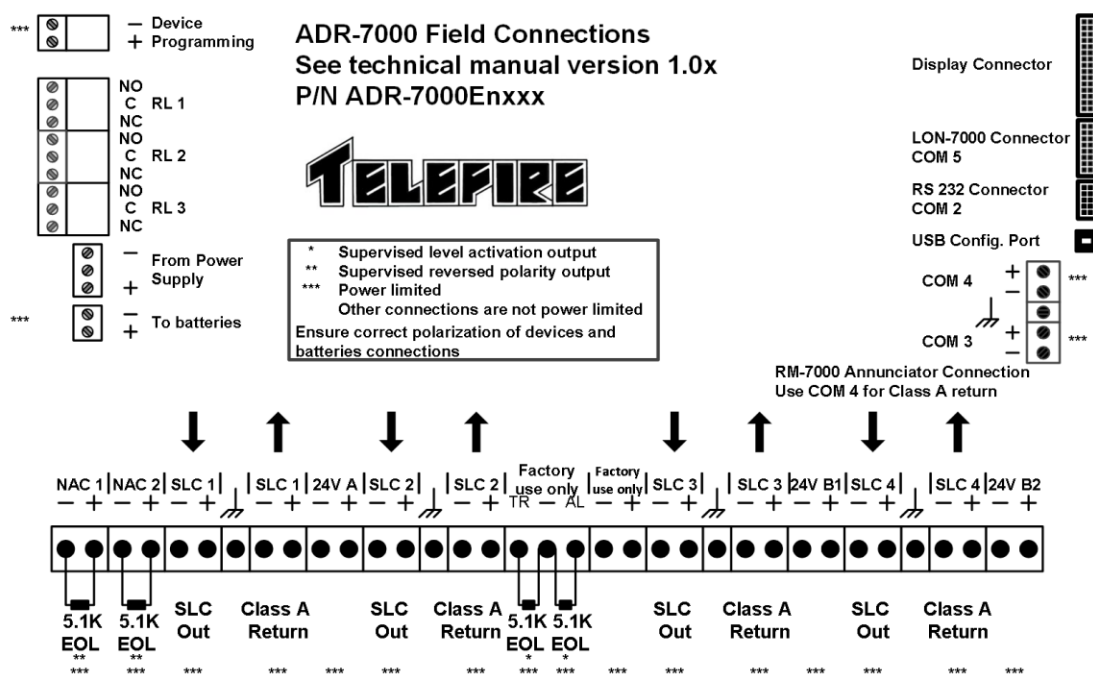 ADR-7000 Field Connections
See technical manual version 1.0x
P/N ADR-7000Enxxx
*** − Device
+ Programming
NO
C RL 1
NC
NO
C RL 2
NC
NO
C RL 3
NC
− From Power
Supply
+
*** − To batteries
+
TELEFIRE
* Supervised level activation output
** Supervised reversed polarity output
*** Power limited
Other connections are not power limited
Ensure correct polarization of devices and
batteries connections
Display Connector
LON-7000 Connector
COM 5
RS 232 Connector
COM 2
USB Config. Port
COM 4 + ***
−
COM 3 + ***
−
RM-7000 Annunciator Connection
Use COM 4 for Class A return
NAC 1 NAC 2 SLC 1 SLC 1 24V A SLC 2 SLC 2 Factory use only Factory use only SLC 3 SLC 3 24V B1 SLC 4 SLC 4 24V B2
− + − + − + − + − + − + − + TR − AL − + − + − + − + − + − + − +
5.1K EOL 5.1K EOL SLC Out Class A Return SLC Out Class A Return 5.1K EOL 5.1K EOL SLC Out Class A Return SLC Out Class A Return
** ** * *
*** *** *** *** *** *** *** *** *** *** *** *** *** *** *** ***